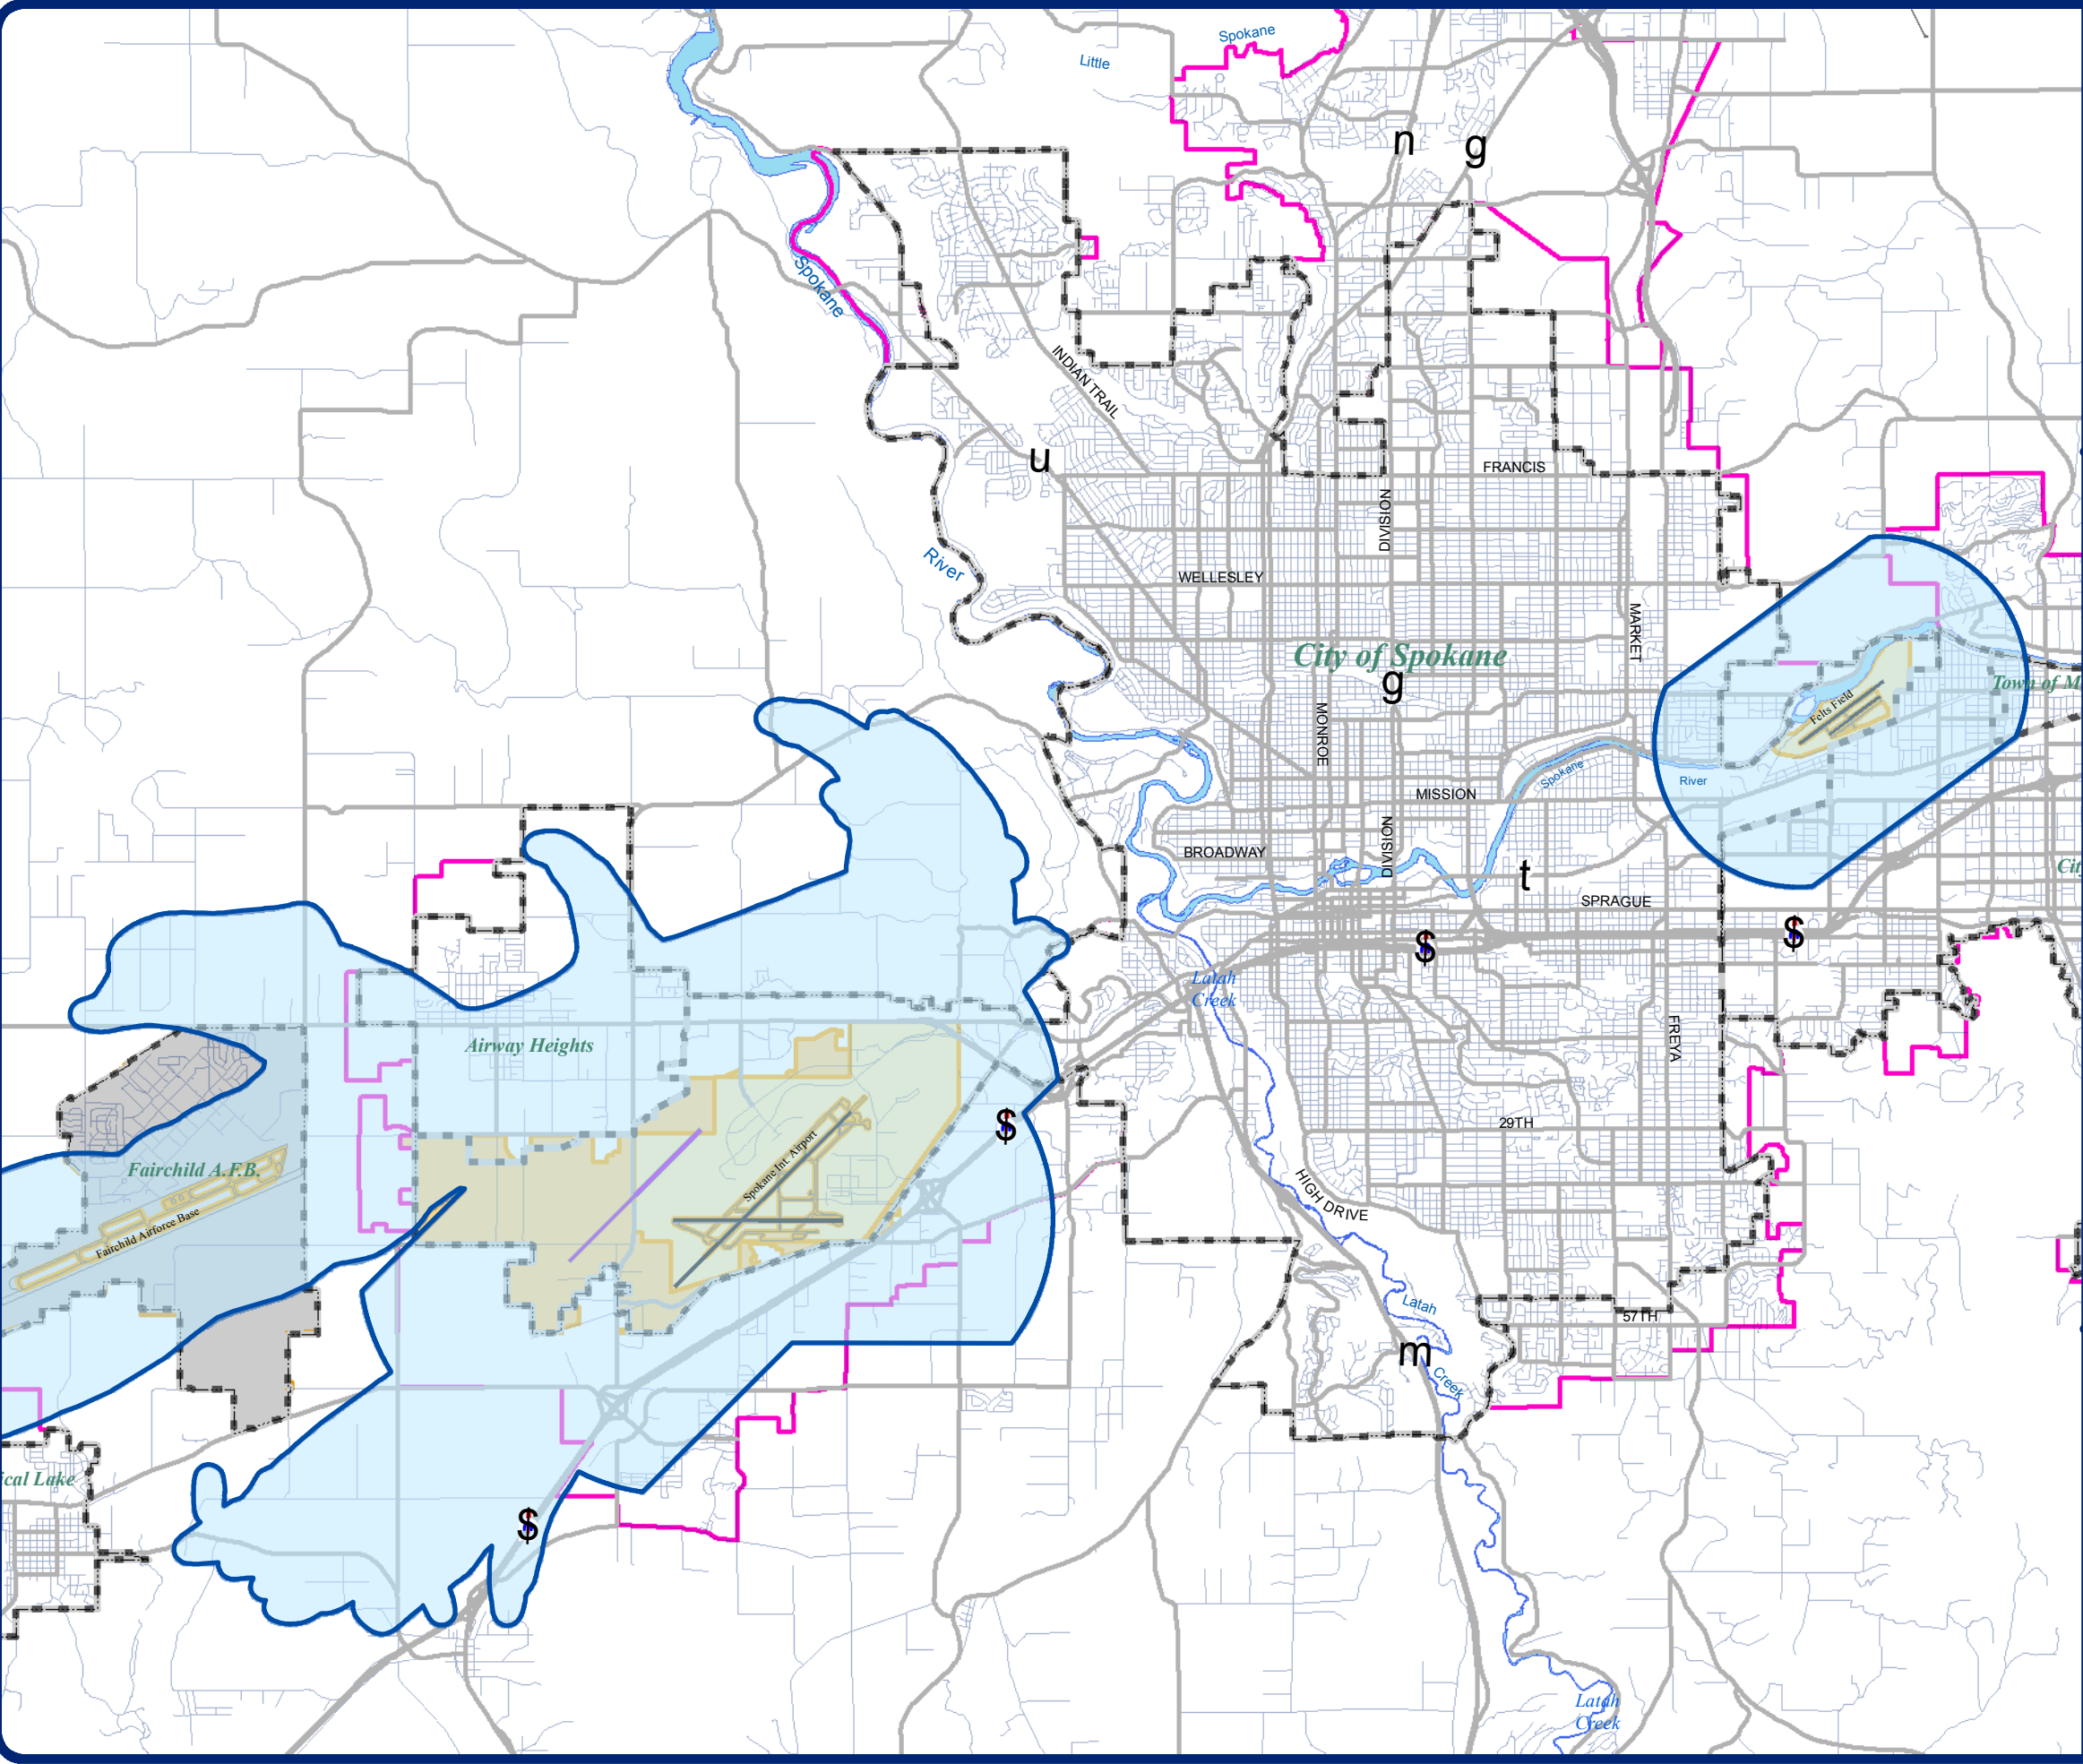 Spokane
Little
n
g
Spokane
INDIAN TRAIL
u
FRANCIS
DIVISION
River
WELLESLEY
MARKET
City of Spokane
g
Town of M
Felts Field
MONROE
Spokane
River
MISSION
DIVISION
BROADWAY
t
Cit
SPRAGUE
$
$
Latah
Creek
FREYA
Airway Heights
$
29TH
Spokane Int. Airport
Fairchild A.F.B.
Fairchild Airforce Base
HIGH DRIVE
Latah
57TH
m
Creek
ical Lake
$
Latah
Creek